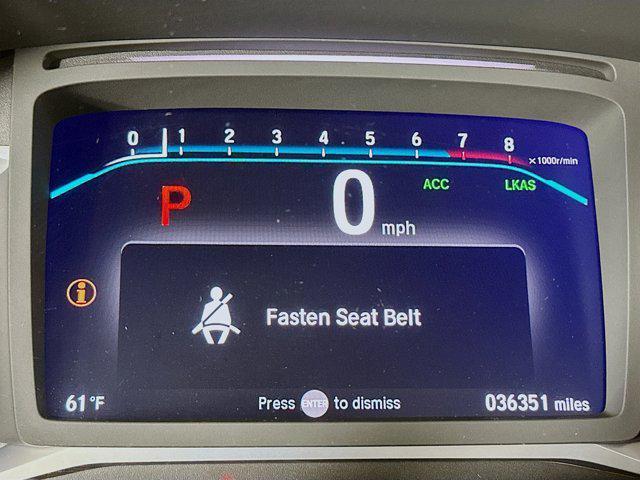 0 1 2 3 4 5 6 7 8 x1000r/min
P 0 mph ACC LKAS
i Fasten Seat Belt
61°F Press ENTER to dismiss 036351 miles